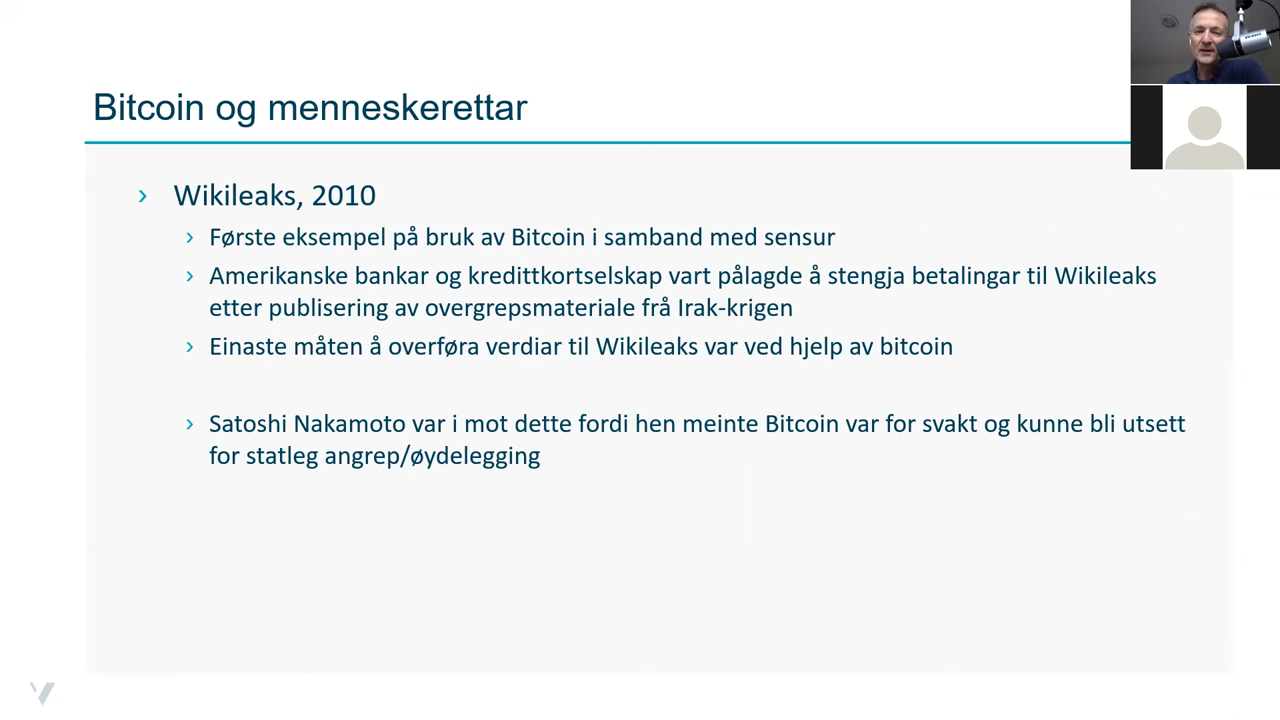 Bitcoin og menneskerettar
Wikileaks, 2010
Første eksempel på bruk av Bitcoin i samband med sensur
Amerikanske bankar og kredittkortselskap vart pålagde å stengja betalingar til Wikileaks
etter publisering av overgrepsmateriale frå Irak-krigen
Einaste måten å overføra verdiar til Wikileaks var ved hjelp av bitcoin
Satoshi Nakamoto var i mot dette fordi hen meinte Bitcoin var for svakt og kunne bli utsett
for statleg angrep/øydelegging